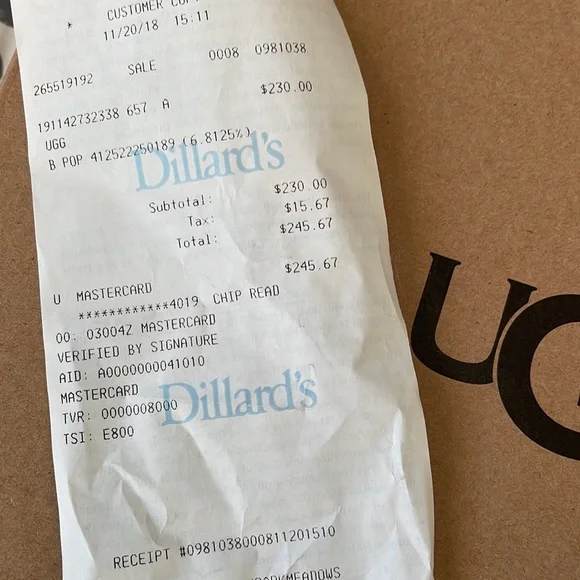 * CUSTOMER
11/20/18 15:11
265519192 SALE 0008 0981038
191142732338 657 A $230.00
UGG
B POP 412522250189 (6.8125%)
Dillard's
Subtotal: $230.00
Tax: $15.67
Total: $245.67
$245.67
U MASTERCARD
************4019 CHIP READ
00: 03004Z MASTERCARD
VERIFIED BY SIGNATURE
AID: A0000000041010
MASTERCARD
Dillard's
TVR: 0000008000
TSI: E800
RECEIPT #0981038000811201510
UG